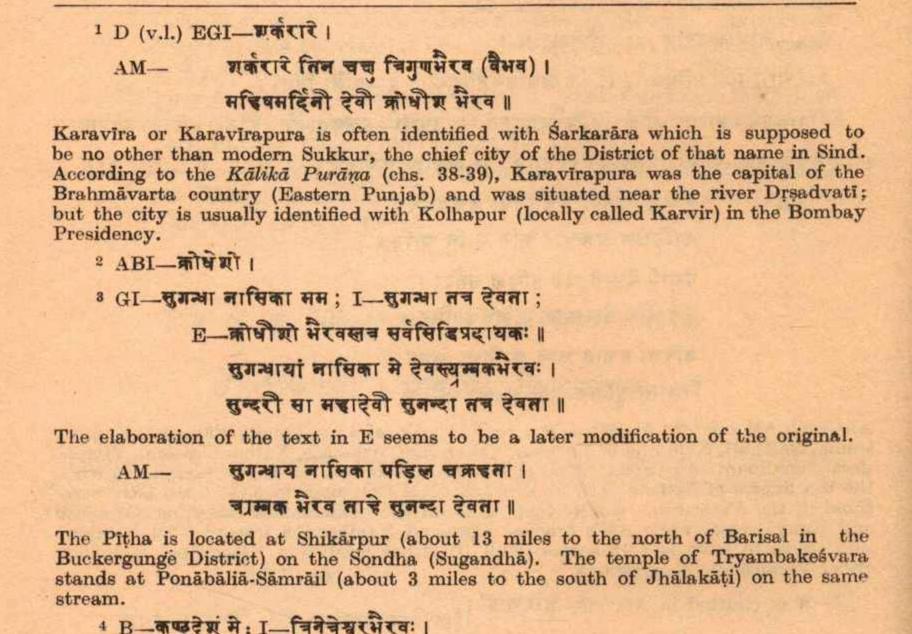 ¹ D (v.l.) EGI—शर्करारे ।
AM— शर्करारे तिन चक्षु त्रिगुणभैरव (वैभव) ।
महिषमर्दिनी देवी क्रोधीश भैरव ॥
Karavīra or Karavīrapura is often identified with Śarkarāra which is supposed to
be no other than modern Sukkur, the chief city of the District of that name in Sind.
According to the Kālikā Purāṇa (chs. 38-39), Karavīrapura was the capital of the
Brahmāvarta country (Eastern Punjab) and was situated near the river Dṛṣadvatī;
but the city is usually identified with Kolhapur (locally called Karvir) in the Bombay
Presidency.
² ABI—क्रोधेशो ।
³ GI—सुगन्धा नासिका मम ; I—सुगन्धा तत्र देवता ;
E—क्रोधीशो भैरवस्तत्र सर्वसिद्धिप्रदायकः ॥
सुगन्धायां नासिका मे देवस्त्र्यम्बकभैरवः ।
सुन्दरी सा महादेवी सुनन्दा तत्र देवता ॥
The elaboration of the text in E seems to be a later modification of the original.
AM— सुगन्धाय नासिका पड़िल चक्रहता ।
त्र्यम्बक भैरव ताहे सुनन्दा देवता ॥
The Pīṭha is located at Shikārpur (about 13 miles to the north of Barisal in the
Buckergunge District) on the Sondha (Sugandhā). The temple of Tryambakeśvara
stands at Ponābāliā-Sāmrāil (about 3 miles to the south of Jhālakāṭi) on the same
stream.
⁴ B—कण्ठदेशं मे ; I—त्रिनेत्रेश्वरभैरवः ।